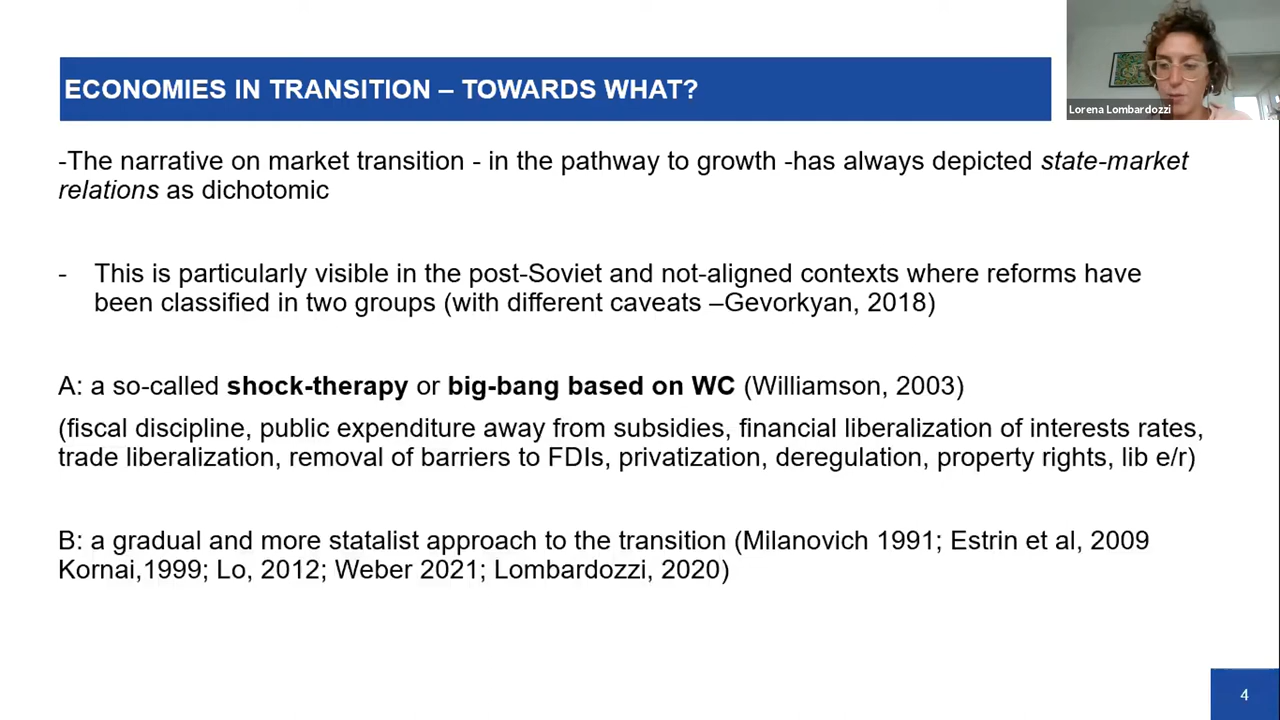 ECONOMIES IN TRANSITION – TOWARDS WHAT?
Lorena Lombardozzi
-The narrative on market transition - in the pathway to growth -has always depicted state-market
relations as dichotomic
- This is particularly visible in the post-Soviet and not-aligned contexts where reforms have
been classified in two groups (with different caveats –Gevorkyan, 2018)
A: a so-called shock-therapy or big-bang based on WC (Williamson, 2003)
(fiscal discipline, public expenditure away from subsidies, financial liberalization of interests rates,
trade liberalization, removal of barriers to FDIs, privatization, deregulation, property rights, lib e/r)
B: a gradual and more statalist approach to the transition (Milanovich 1991; Estrin et al, 2009
Kornai,1999; Lo, 2012; Weber 2021; Lombardozzi, 2020)
4